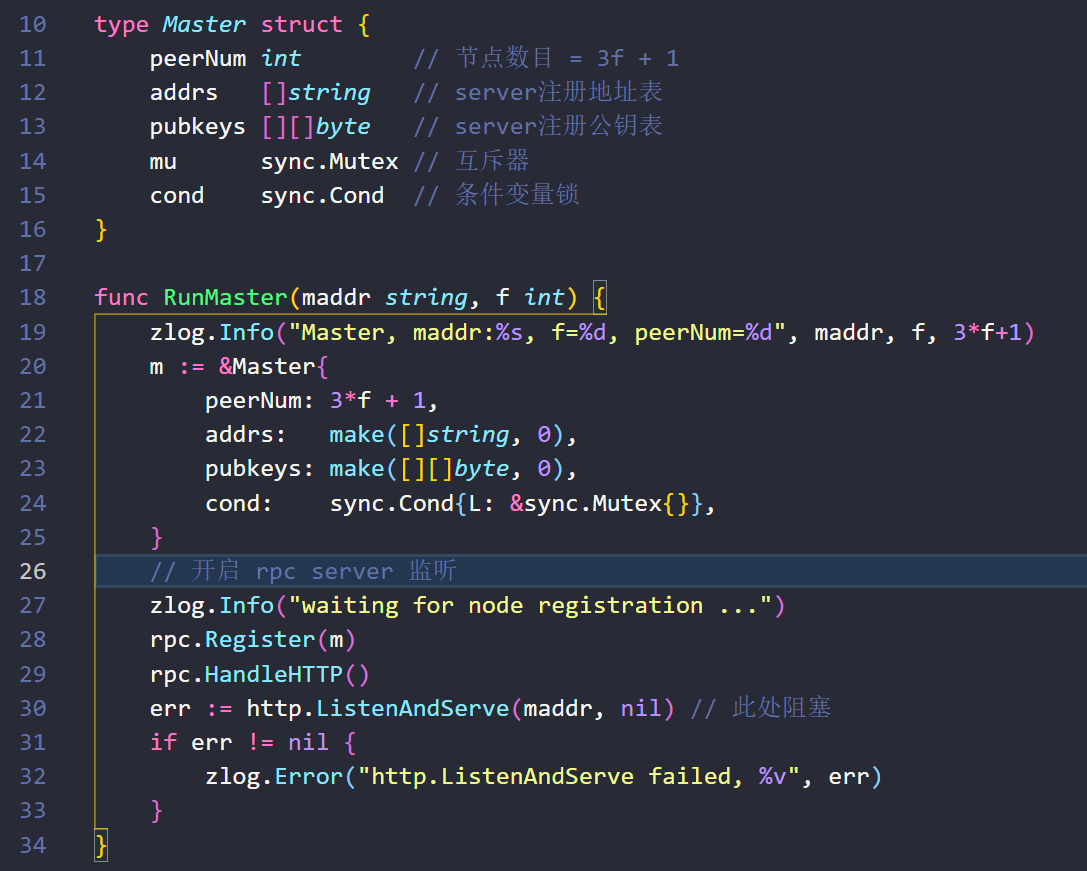 10 type Master struct {
11     peerNum int        // 节点数目 = 3f + 1
12     addrs   []string   // server注册地址表
13     pubkeys [][]byte   // server注册公钥表
14     mu      sync.Mutex // 互斥器
15     cond    sync.Cond  // 条件变量锁
16 }
17
18 func RunMaster(maddr string, f int) {
19     zlog.Info("Master, maddr:%s, f=%d, peerNum=%d", maddr, f, 3*f+1)
20     m := &Master{
21         peerNum: 3*f + 1,
22         addrs:   make([]string, 0),
23         pubkeys: make([][]byte, 0),
24         cond:    sync.Cond{L: &sync.Mutex{}},
25     }
26     // 开启 rpc server 监听
27     zlog.Info("waiting for node registration ...")
28     rpc.Register(m)
29     rpc.HandleHTTP()
30     err := http.ListenAndServe(maddr, nil) // 此处阻塞
31     if err != nil {
32         zlog.Error("http.ListenAndServe failed, %v", err)
33     }
34 }